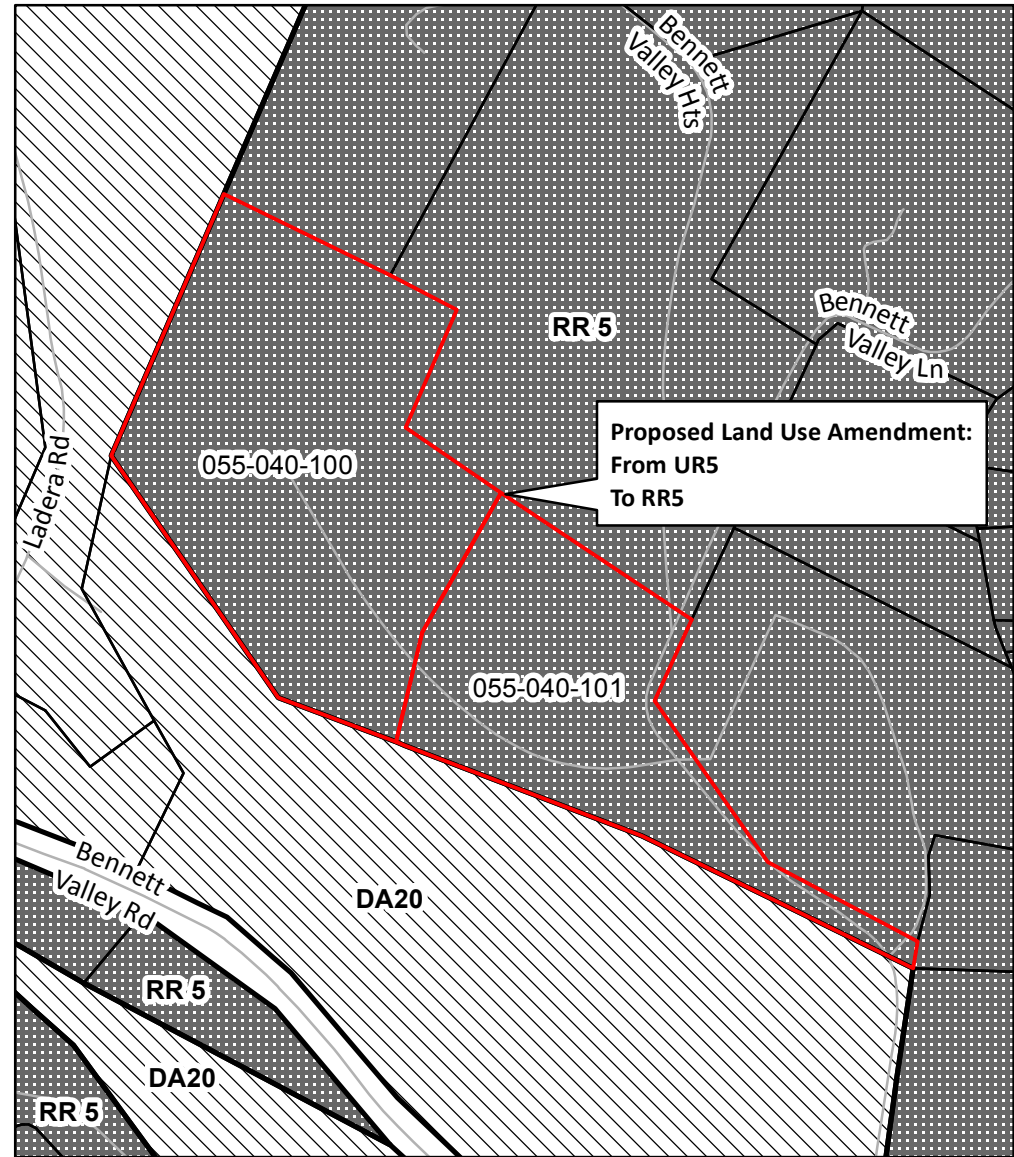 Bennett
Valley Hts
RR 5
Bennett
Valley Ln
Proposed Land Use Amendment:
From UR5
To RR5
055-040-100
Ladera Rd
055-040-101
Bennett
Valley Rd
DA20
RR 5
DA20
RR 5